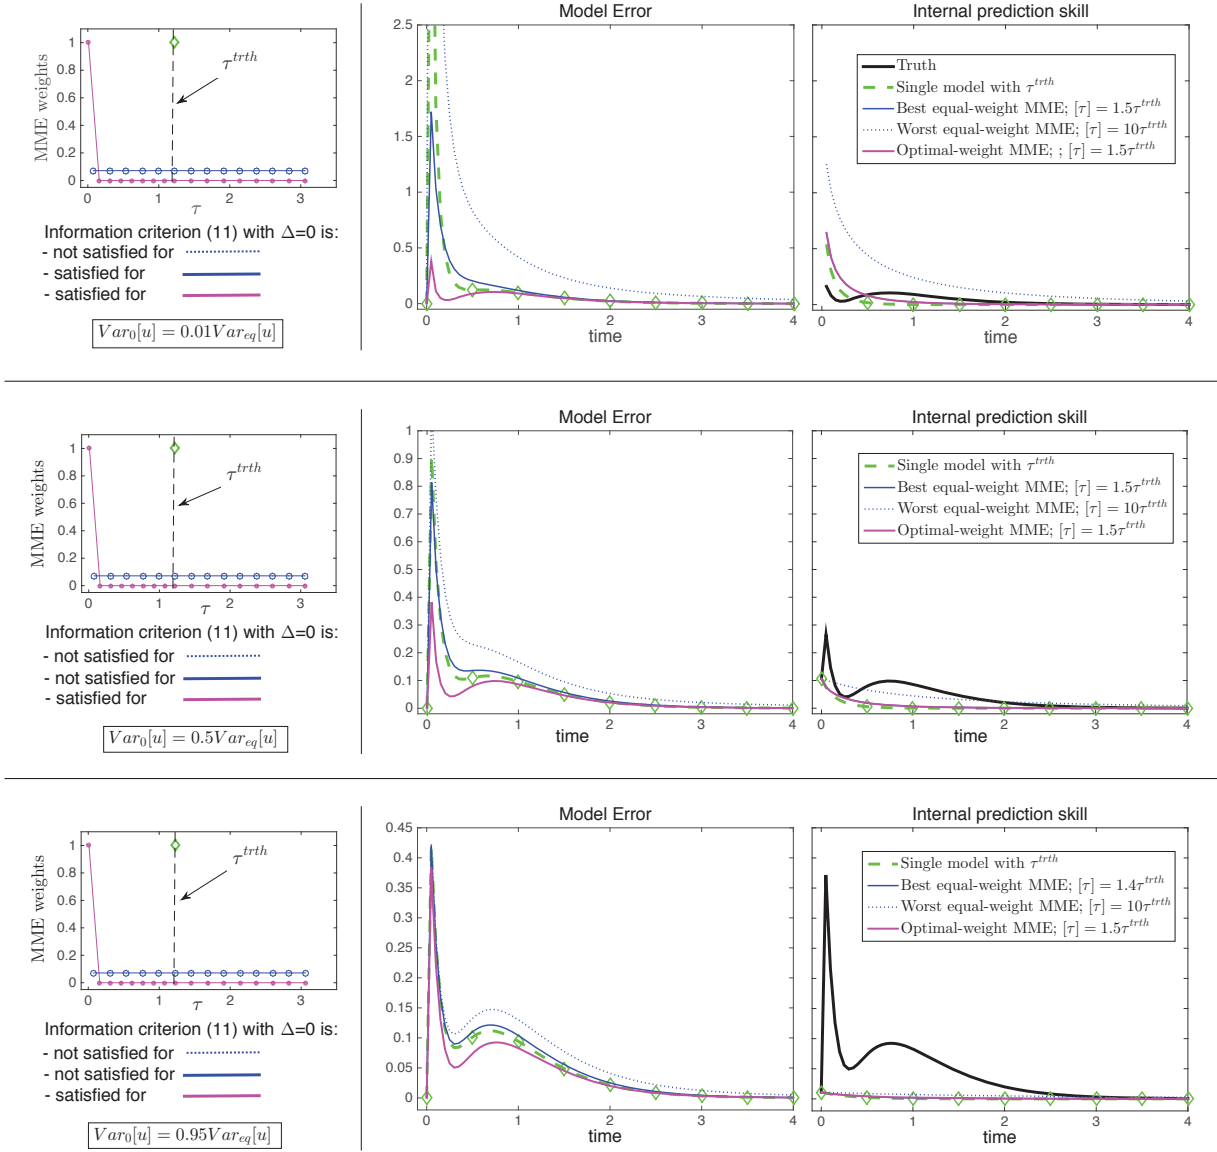 Model Error
Internal prediction skill
MME weights
1
0.8
0.6
0.4
0.2
0
0 1 2 3
τ
τ^{trth}
Information criterion (11) with Δ=0 is:
- not satisfied for
- satisfied for
- satisfied for
Var_0[u] = 0.01Var_{eq}[u]
2.5
2
1.5
1
0.5
0
0 1 2 3 4
time
Truth
Single model with τ^{trth}
Best equal-weight MME; [τ] = 1.5τ^{trth}
Worst equal-weight MME; [τ] = 10τ^{trth}
Optimal-weight MME; ; [τ] = 1.5τ^{trth}
0 1 2 3 4
time
Model Error
Internal prediction skill
MME weights
1
0.8
0.6
0.4
0.2
0
0 1 2 3
τ
τ^{trth}
Information criterion (11) with Δ=0 is:
- not satisfied for
- not satisfied for
- satisfied for
Var_0[u] = 0.5Var_{eq}[u]
1
0.9
0.8
0.7
0.6
0.5
0.4
0.3
0.2
0.1
0
0 1 2 3 4
time
Single model with τ^{trth}
Best equal-weight MME; [τ] = 1.5τ^{trth}
Worst equal-weight MME; [τ] = 10τ^{trth}
Optimal-weight MME; [τ] = 1.5τ^{trth}
0 1 2 3 4
time
Model Error
Internal prediction skill
MME weights
1
0.8
0.6
0.4
0.2
0
0 1 2 3
τ
τ^{trth}
Information criterion (11) with Δ=0 is:
- not satisfied for
- not satisfied for
- satisfied for
Var_0[u] = 0.95Var_{eq}[u]
0.45
0.4
0.35
0.3
0.25
0.2
0.15
0.1
0.05
0
0 1 2 3 4
time
Single model with τ^{trth}
Best equal-weight MME; [τ] = 1.4τ^{trth}
Worst equal-weight MME; [τ] = 10τ^{trth}
Optimal-weight MME; [τ] = 1.5τ^{trth}
0 1 2 3 4
time